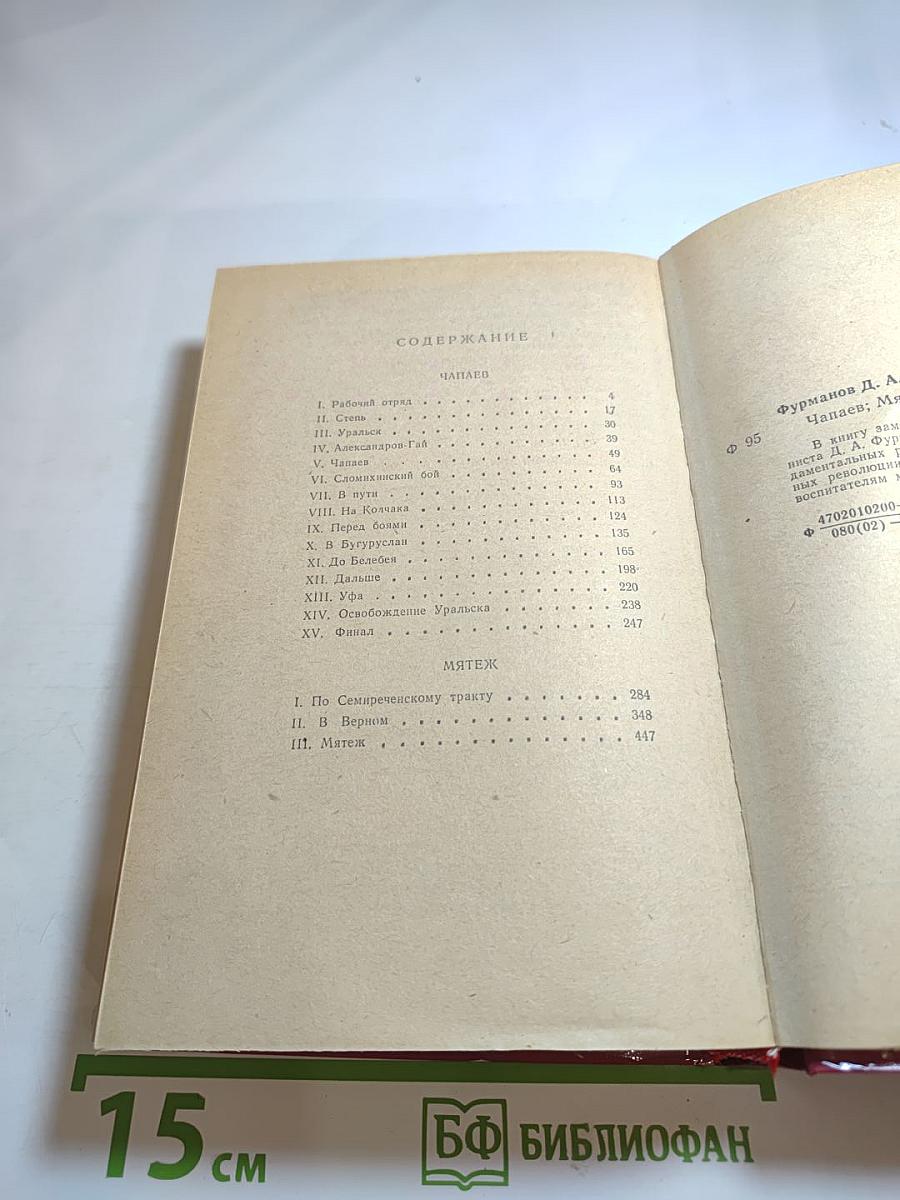 СОДЕРЖАНИЕ
ЧАПАЕВ
I. Рабочий отряд . . . . . . . . . . . . 4
II. Степь . . . . . . . . . . . . . . 17
III. Уральск . . . . . . . . . . . . . 30
IV. Александров-Гай . . . . . . . . . . 39
V. Чапаев . . . . . . . . . . . . . . 49
VI. Сломихинский бой . . . . . . . . . . 64
VII. В пути . . . . . . . . . . . . . . 93
VIII. На Колчака . . . . . . . . . . . . 113
IX. Перед боями . . . . . . . . . . . . 124
X. В Бугуруслан . . . . . . . . . . . . 135
XI. До Белебея . . . . . . . . . . . . 165
XII. Дальше . . . . . . . . . . . . . 198
XIII. Уфа . . . . . . . . . . . . . . 220
XIV. Освобождение Уральска . . . . . . . 238
XV. Финал . . . . . . . . . . . . . . 247
МЯТЕЖ
I. По Семиреченскому тракту . . . . . . . 284
II. В Верном . . . . . . . . . . . . . 348
III. Мятеж . . . . . . . . . . . . . . 447
Фурманов Д. А.
Ф 95 Чапаев; Мя
В книгу зам
ниста Д. А. Фур
даментальных р
ных революции
воспитателям м
Ф 4702010200-
080(02) —
15 см
БФ БИБЛИОФАН